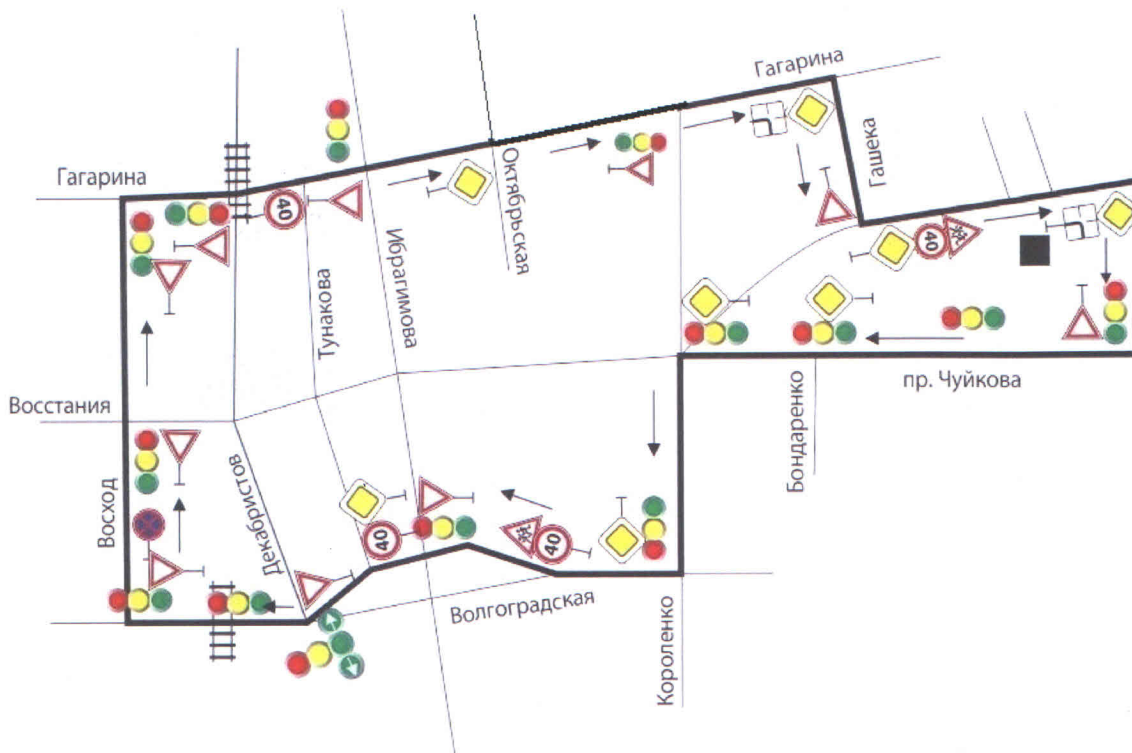 Гагарина
Гагарина
Гашека
Октябрьская
40
40
Ибрагимова
Тунакова
пр. Чуйкова
Бондаренко
Восстания
Восход
Декабристов
40
40
Волгоградская
Короленко